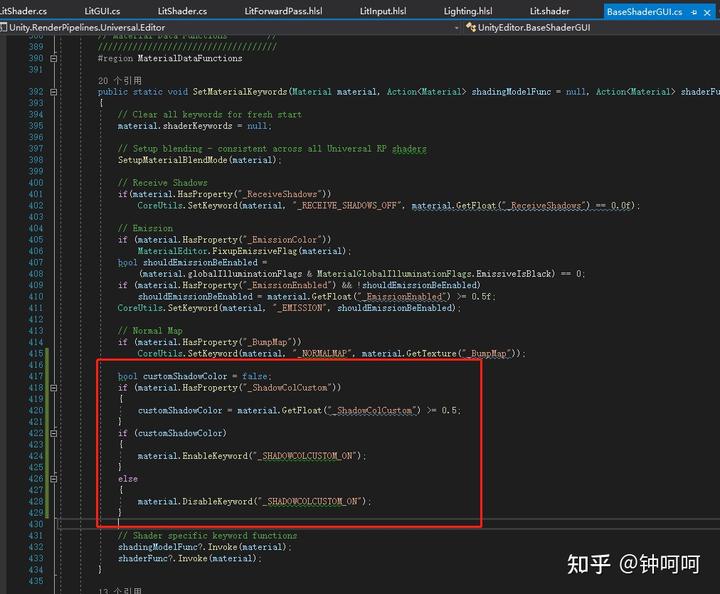 LitShader.cs LitGUI.cs LitShader.cs LitForwardPass.hlsl LitInput.hlsl Lighting.hlsl Lit.shader BaseShaderGUI.cs
Unity.RenderPipelines.Universal.Editor UnityEditor.BaseShaderGUI
388 // Material Data Functions //
389 ////////////////////////////////////
390 #region MaterialDataFunctions
391
20 个引用
392 public static void SetMaterialKeywords(Material material, Action<Material> shadingModelFunc = null, Action<Material> shaderFu
393 {
394 // Clear all keywords for fresh start
395 material.shaderKeywords = null;
396
397 // Setup blending - consistent across all Universal RP shaders
398 SetupMaterialBlendMode(material);
399
400 // Receive Shadows
401 if(material.HasProperty("_ReceiveShadows"))
402 CoreUtils.SetKeyword(material, "_RECEIVE_SHADOWS_OFF", material.GetFloat("_ReceiveShadows") == 0.0f);
403
404 // Emission
405 if (material.HasProperty("_EmissionColor"))
406 MaterialEditor.FixupEmissiveFlag(material);
407 bool shouldEmissionBeEnabled =
408 (material.globalIlluminationFlags & MaterialGlobalIlluminationFlags.EmissiveIsBlack) == 0;
409 if (material.HasProperty("_EmissionEnabled") && !shouldEmissionBeEnabled)
410 shouldEmissionBeEnabled = material.GetFloat("_EmissionEnabled") >= 0.5f;
411 CoreUtils.SetKeyword(material, "_EMISSION", shouldEmissionBeEnabled);
412
413 // Normal Map
414 if (material.HasProperty("_BumpMap"))
415 CoreUtils.SetKeyword(material, "_NORMALMAP", material.GetTexture("_BumpMap"));
416
417 bool customShadowColor = false;
418 if (material.HasProperty("_ShadowColCustom"))
419 {
420 customShadowColor = material.GetFloat("_ShadowColCustom") >= 0.5;
421 }
422 if (customShadowColor)
423 {
424 material.EnableKeyword("_SHADOWCOLCUSTOM_ON");
425 }
426 else
427 {
428 material.DisableKeyword("_SHADOWCOLCUSTOM_ON");
429 }
430
431 // Shader specific keyword functions
432 shadingModelFunc?.Invoke(material);
433 shaderFunc?.Invoke(material);
434 }
435
13 个引用
知乎 @钟呵呵